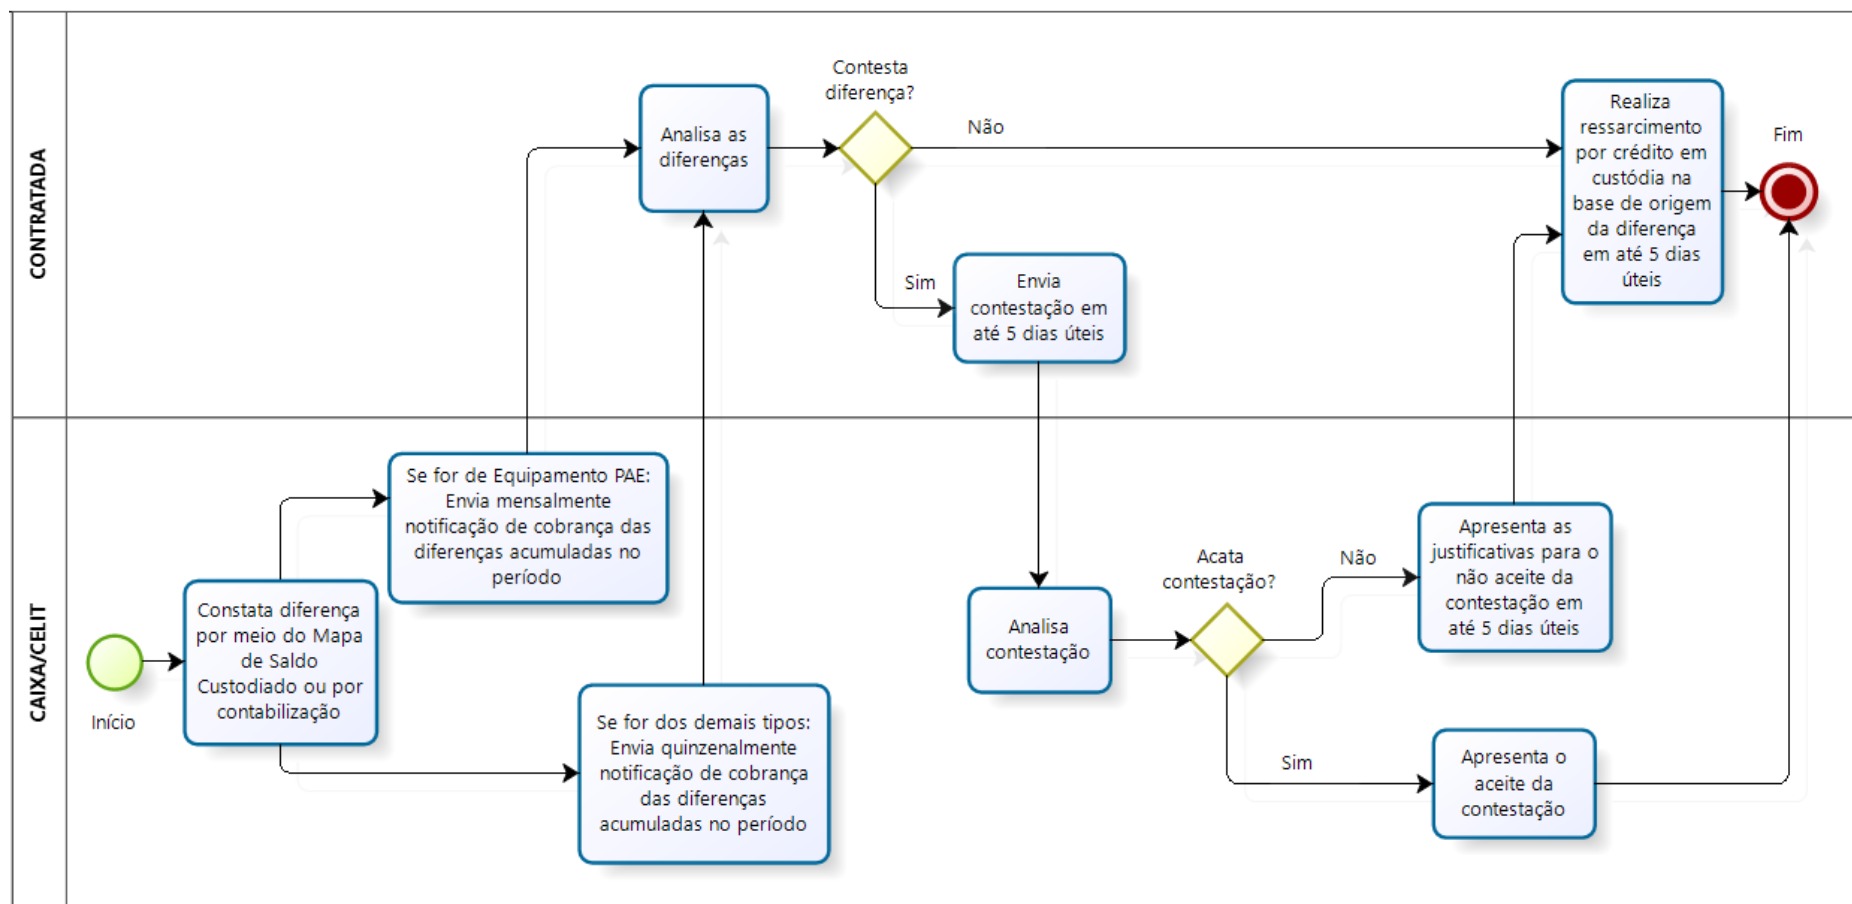 CONTRATADA
Analisa as
diferenças
Contesta
diferença?
Não
Sim
Envia
contestação em
até 5 dias úteis
Realiza
ressarcimento
por crédito em
custódia na
base de origem
da diferença
em até 5 dias
úteis
Fim
CAIXA/CELIT
Início
Constata diferença
por meio do Mapa
de Saldo
Custodiado ou por
contabilização
Se for de Equipamento PAE:
Envia mensalmente
notificação de cobrança das
diferenças acumuladas no
período
Se for dos demais tipos:
Envia quinzenalmente
notificação de cobrança
das diferenças
acumuladas no período
Analisa
contestação
Acata
contestação?
Não
Apresenta as
justificativas para o
não aceite da
contestação em
até 5 dias úteis
Sim
Apresenta o
aceite da
contestação